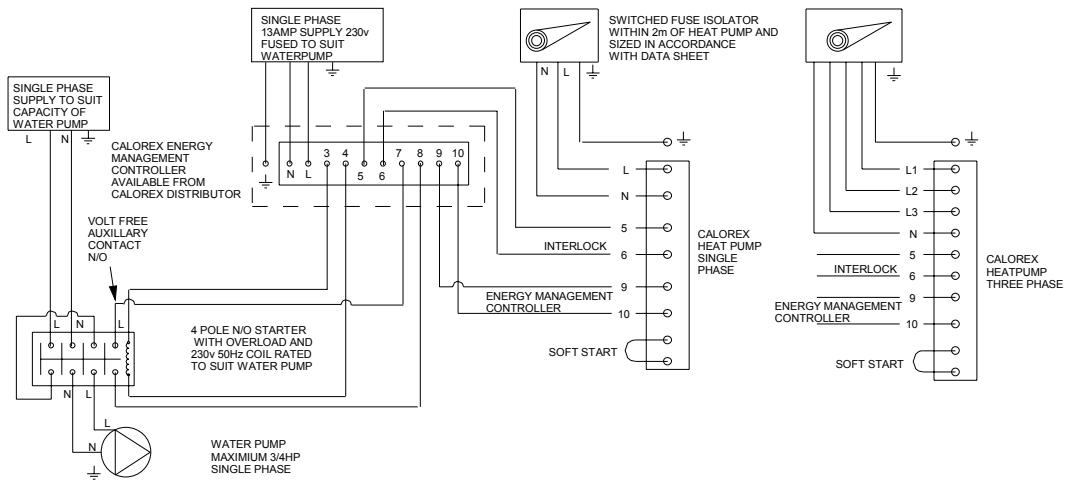 SINGLE PHASE
SUPPLY TO SUIT
CAPACITY OF
WATER PUMP
L N
SINGLE PHASE
13AMP SUPPLY 230v
FUSED TO SUIT
WATERPUMP
SWITCHED FUSE ISOLATOR
WITHIN 2m OF HEAT PUMP AND
SIZED IN ACCORDANCE
WITH DATA SHEET
N L
CALOREX ENERGY
MANAGEMENT
CONTROLLER
AVAILABLE FROM
CALOREX DISTRIBUTOR
N L 3 4 5 6 7 8 9 10
VOLT FREE
AUXILLARY
CONTACT
N/O
L N L
4 POLE N/O STARTER
WITH OVERLOAD AND
230v 50Hz COIL RATED
TO SUIT WATER PUMP
N L
L
N
WATER PUMP
MAXIMIUM 3/4HP
SINGLE PHASE
L
N
5
INTERLOCK
6
9
ENERGY MANAGEMENT
CONTROLLER
10
SOFT START
CALOREX
HEAT PUMP
SINGLE
PHASE
L1
L2
L3
N
5
INTERLOCK
6
9
ENERGY MANAGEMENT
CONTROLLER
10
SOFT START
CALOREX
HEATPUMP
THREE PHASE